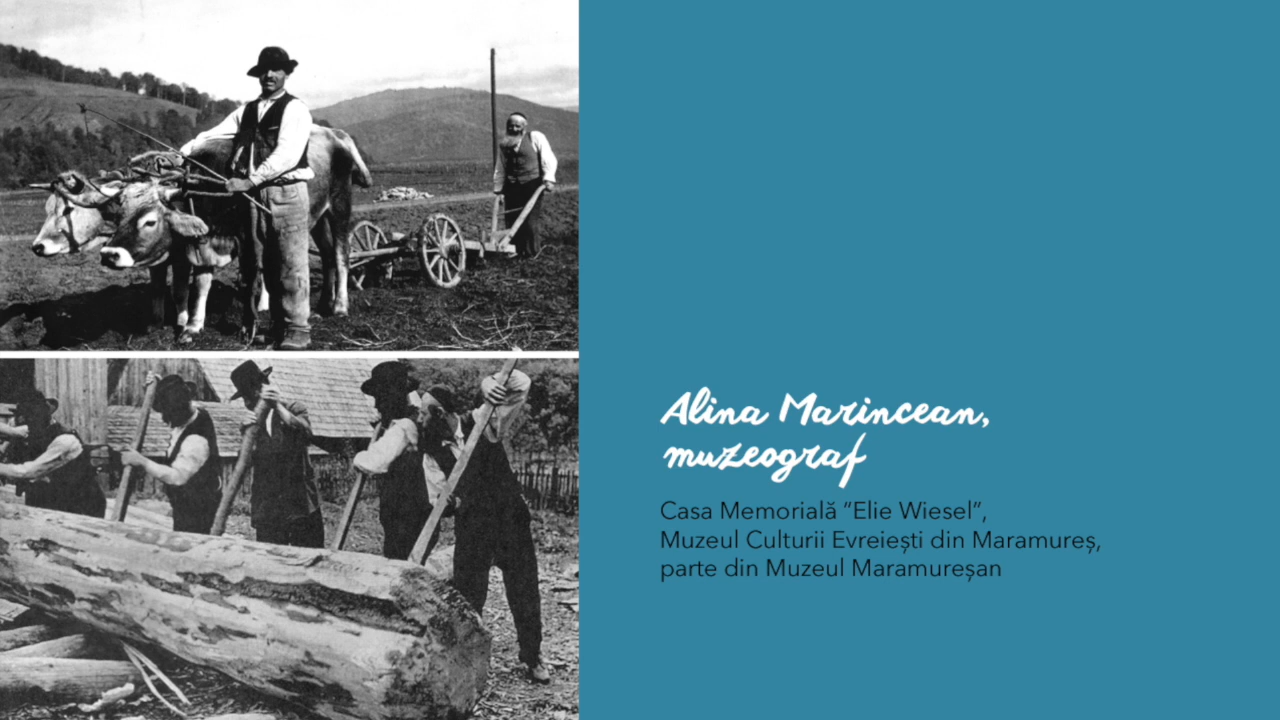 Alina Marincean,
muzeograf
Casa Memorială “Elie Wiesel”,
Muzeul Culturii Evreiești din Maramureș,
parte din Muzeul Maramureșan